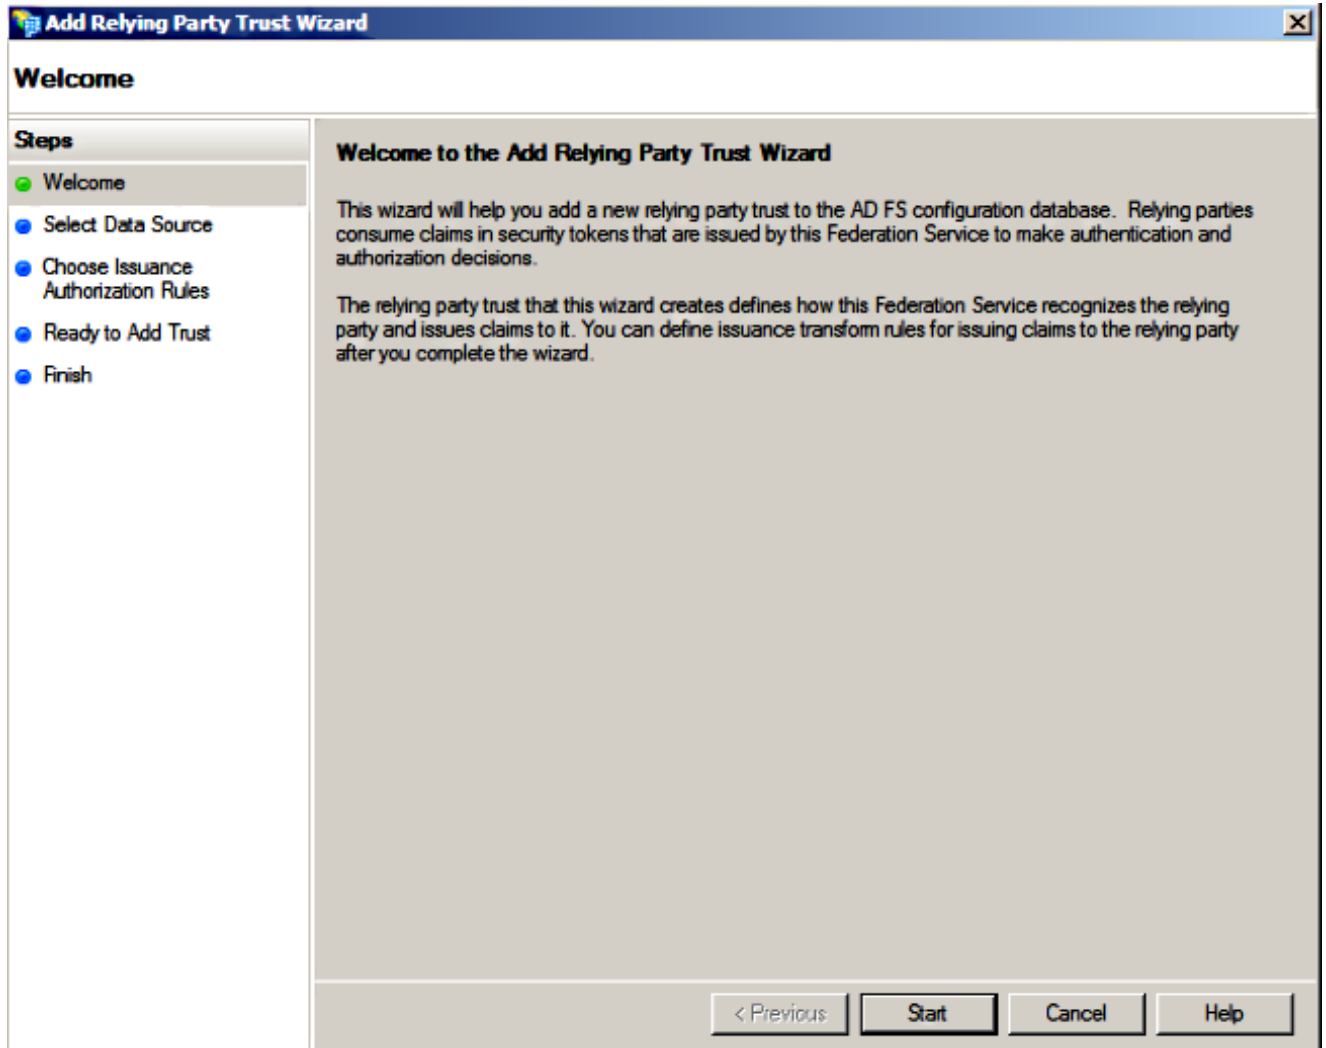 Add Relying Party Trust Wizard
Welcome
Steps
Welcome
Select Data Source
Choose Issuance
Authorization Rules
Ready to Add Trust
Finish
Welcome to the Add Relying Party Trust Wizard
This wizard will help you add a new relying party trust to the AD FS configuration database.  Relying parties
consume claims in security tokens that are issued by this Federation Service to make authentication and
authorization decisions.
The relying party trust that this wizard creates defines how this Federation Service recognizes the relying
party and issues claims to it. You can define issuance transform rules for issuing claims to the relying party
after you complete the wizard.
< Previous
Start
Cancel
Help